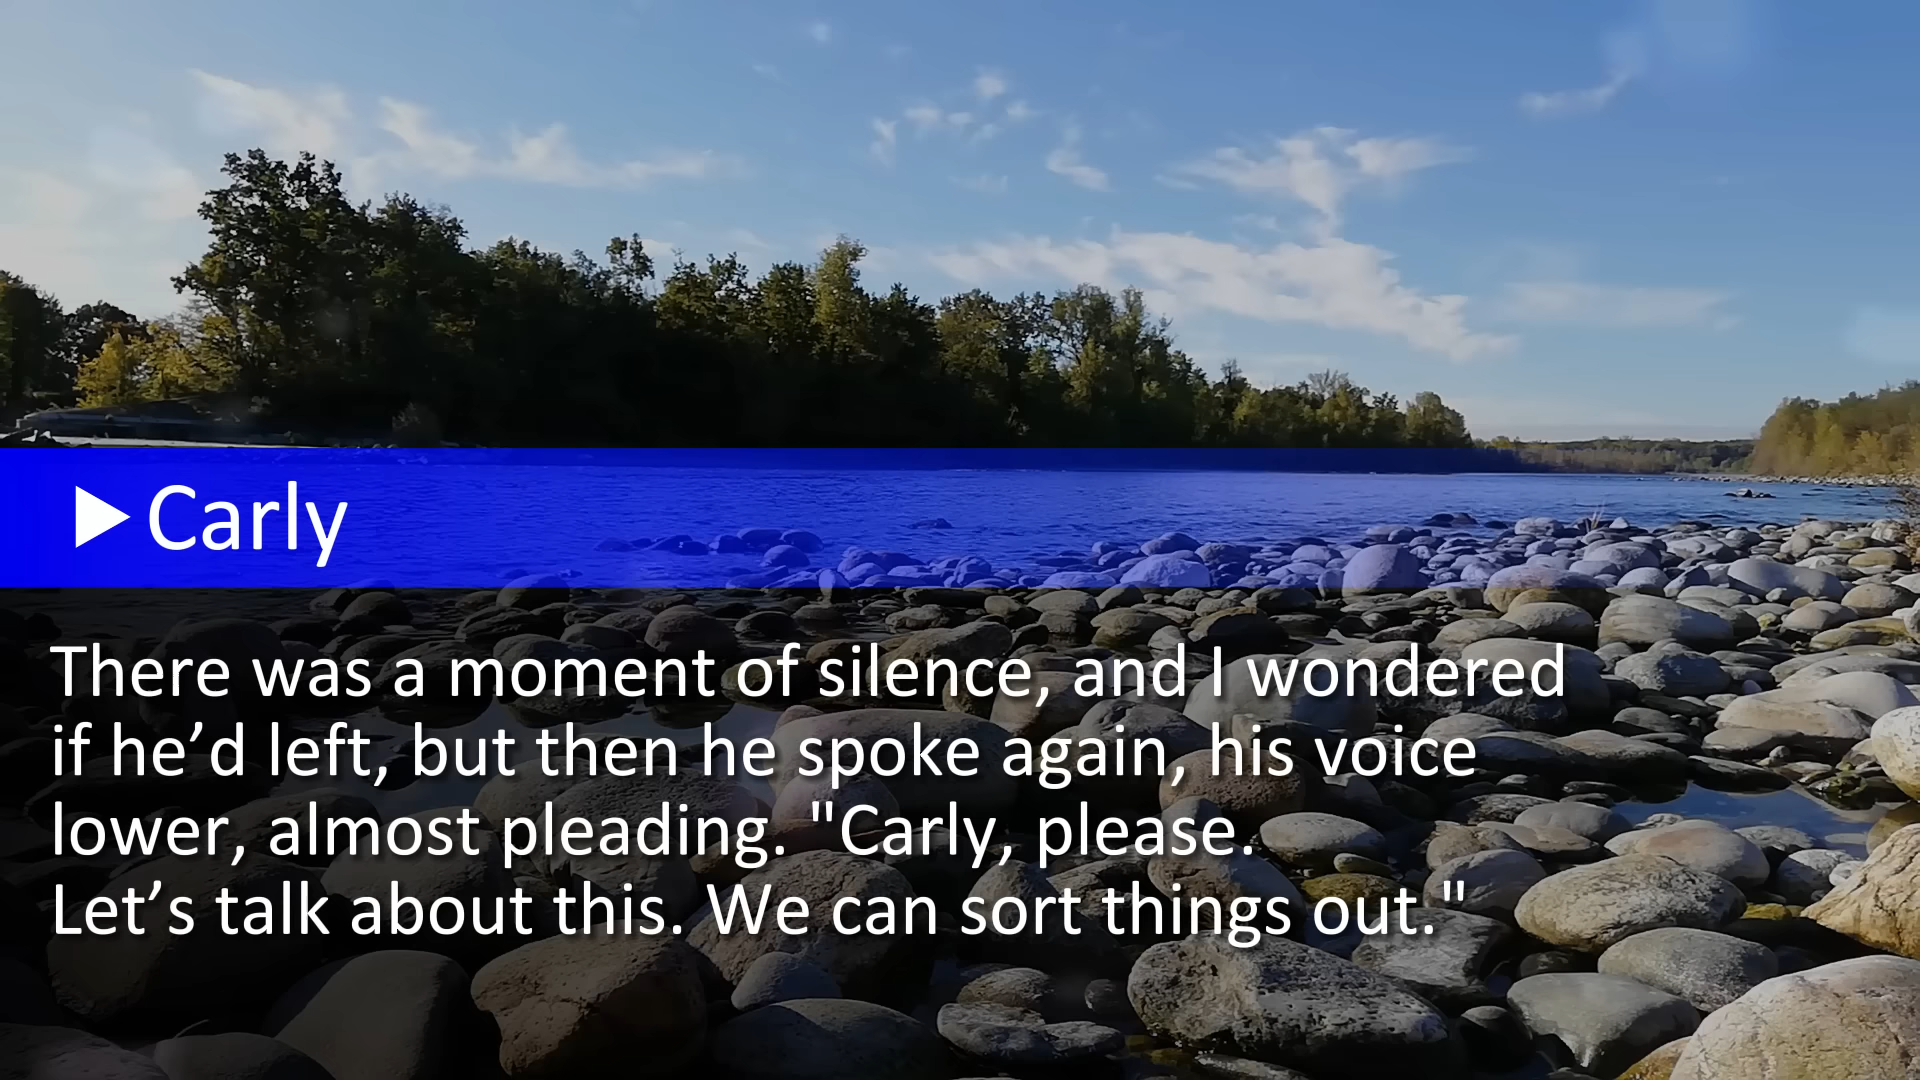 Carly
There was a moment of silence, and I wondered
if he’d left, but then he spoke again, his voice
lower, almost pleading. "Carly, please.
Let’s talk about this. We can sort things out."